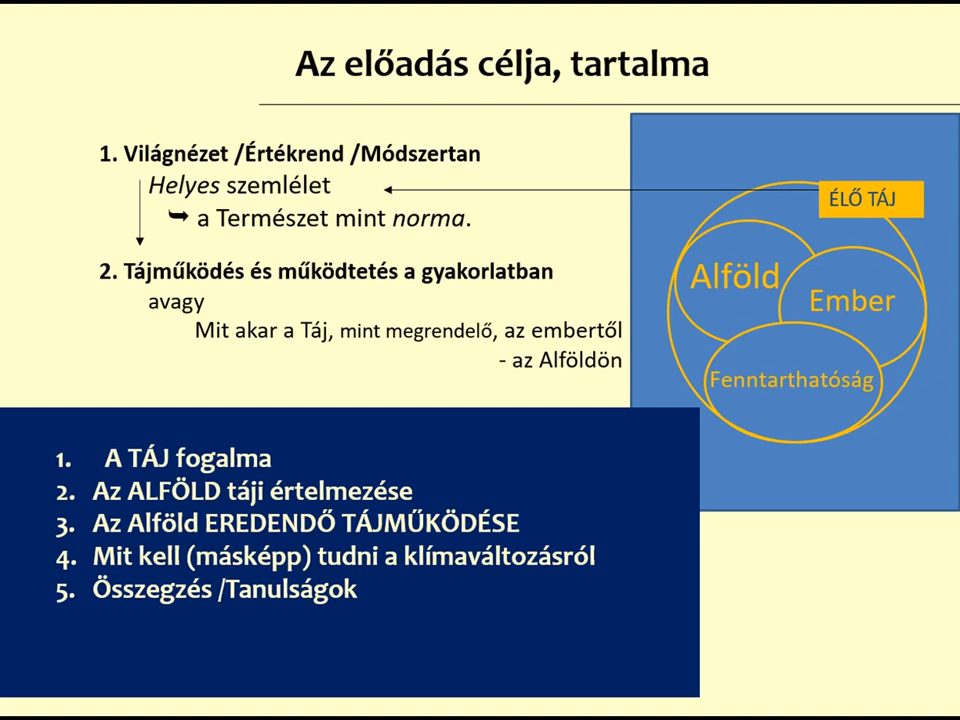 Az előadás célja, tartalma
1. Világnézet /Értékrend /Módszertan
Helyes szemlélet
➥ a Természet mint norma.
2. Tájműködés és működtetés a gyakorlatban
avagy
Mit akar a Táj, mint megrendelő, az embertől
- az Alföldön
ÉLŐ TÁJ
Alföld
Ember
Fenntarthatóság
1. A TÁJ fogalma
2. Az ALFÖLD táji értelmezése
3. Az Alföld EREDENDŐ TÁJMŰKÖDÉSE
4. Mit kell (másképp) tudni a klímaváltozásról
5. Összegzés /Tanulságok